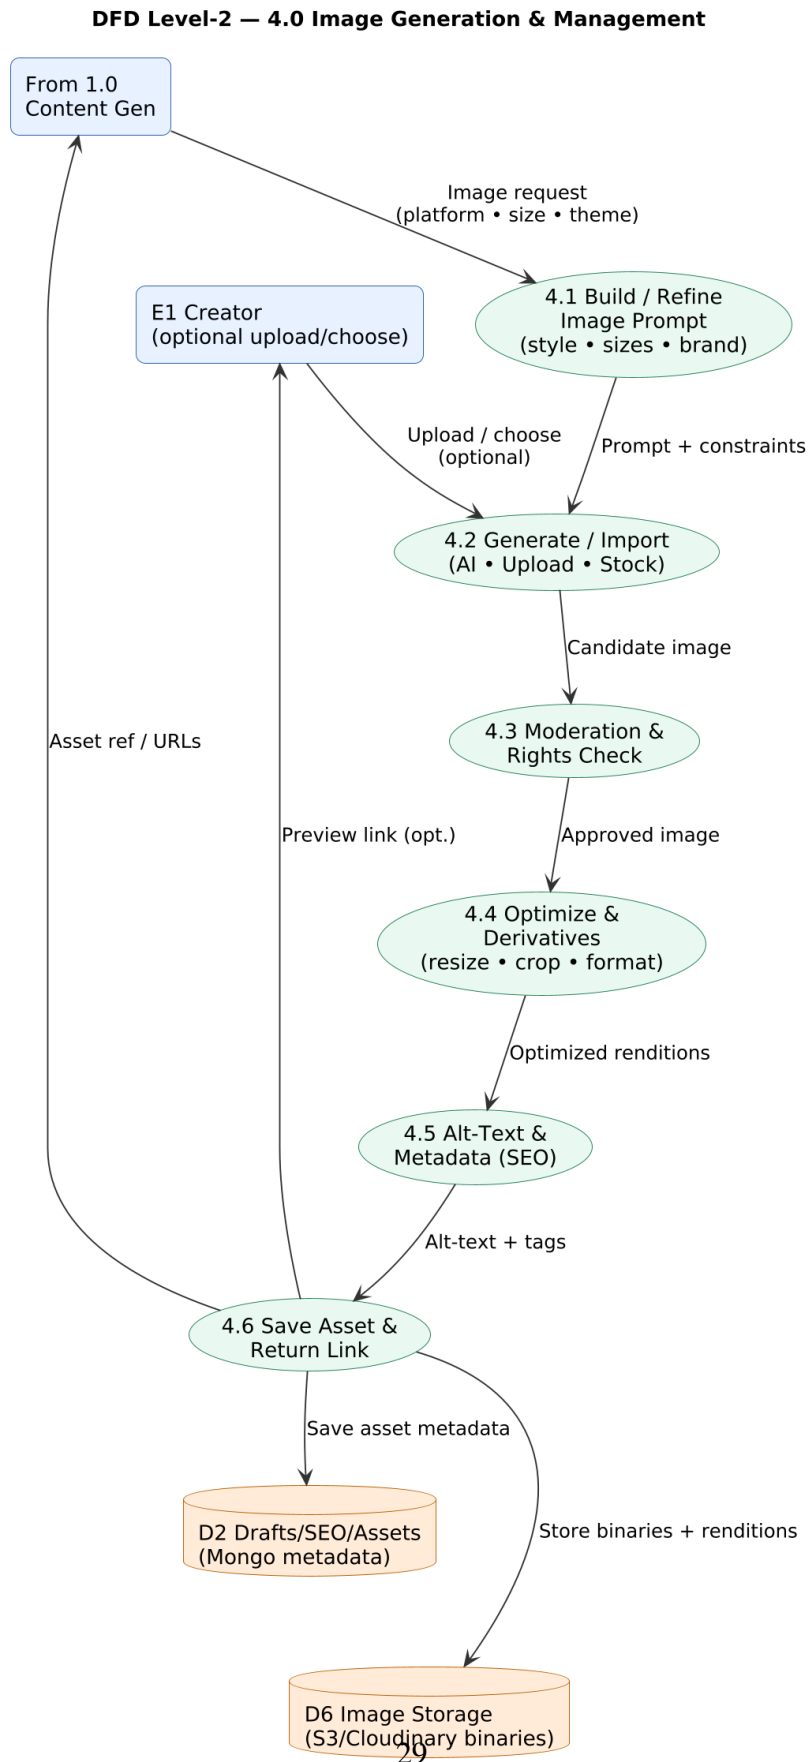 DFD Level-2 — 4.0 Image Generation & Management
From 1.0
Content Gen
Image request
(platform • size • theme)
E1 Creator
(optional upload/choose)
4.1 Build / Refine
Image Prompt
(style • sizes • brand)
Upload / choose
(optional)
Prompt + constraints
4.2 Generate / Import
(AI • Upload • Stock)
Candidate image
4.3 Moderation &
Rights Check
Asset ref / URLs
Preview link (opt.)
Approved image
4.4 Optimize &
Derivatives
(resize • crop • format)
Optimized renditions
4.5 Alt-Text &
Metadata (SEO)
Alt-text + tags
4.6 Save Asset &
Return Link
Save asset metadata
D2 Drafts/SEO/Assets
(Mongo metadata)
Store binaries + renditions
D6 Image Storage
(S3/Cloudinary binaries)
29